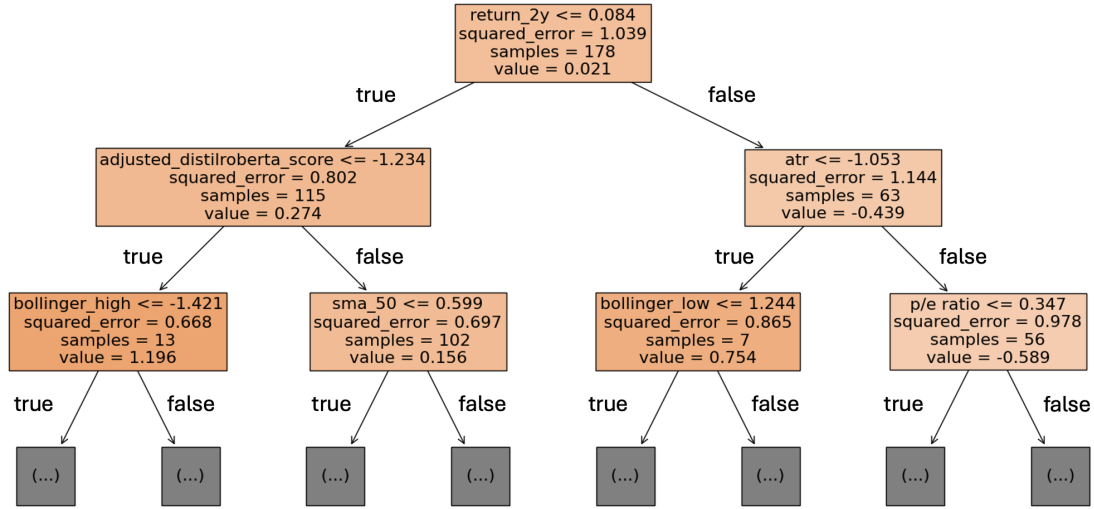 return_2y <= 0.084
squared_error = 1.039
samples = 178
value = 0.021
true
false
adjusted_distilroberta_score <= -1.234
squared_error = 0.802
samples = 115
value = 0.274
atr <= -1.053
squared_error = 1.144
samples = 63
value = -0.439
true
false
true
false
bollinger_high <= -1.421
squared_error = 0.668
samples = 13
value = 1.196
sma_50 <= 0.599
squared_error = 0.697
samples = 102
value = 0.156
bollinger_low <= 1.244
squared_error = 0.865
samples = 7
value = 0.754
p/e ratio <= 0.347
squared_error = 0.978
samples = 56
value = -0.589
true
false
true
false
true
false
true
false
(...)
(...)
(...)
(...)
(...)
(...)
(...)
(...)